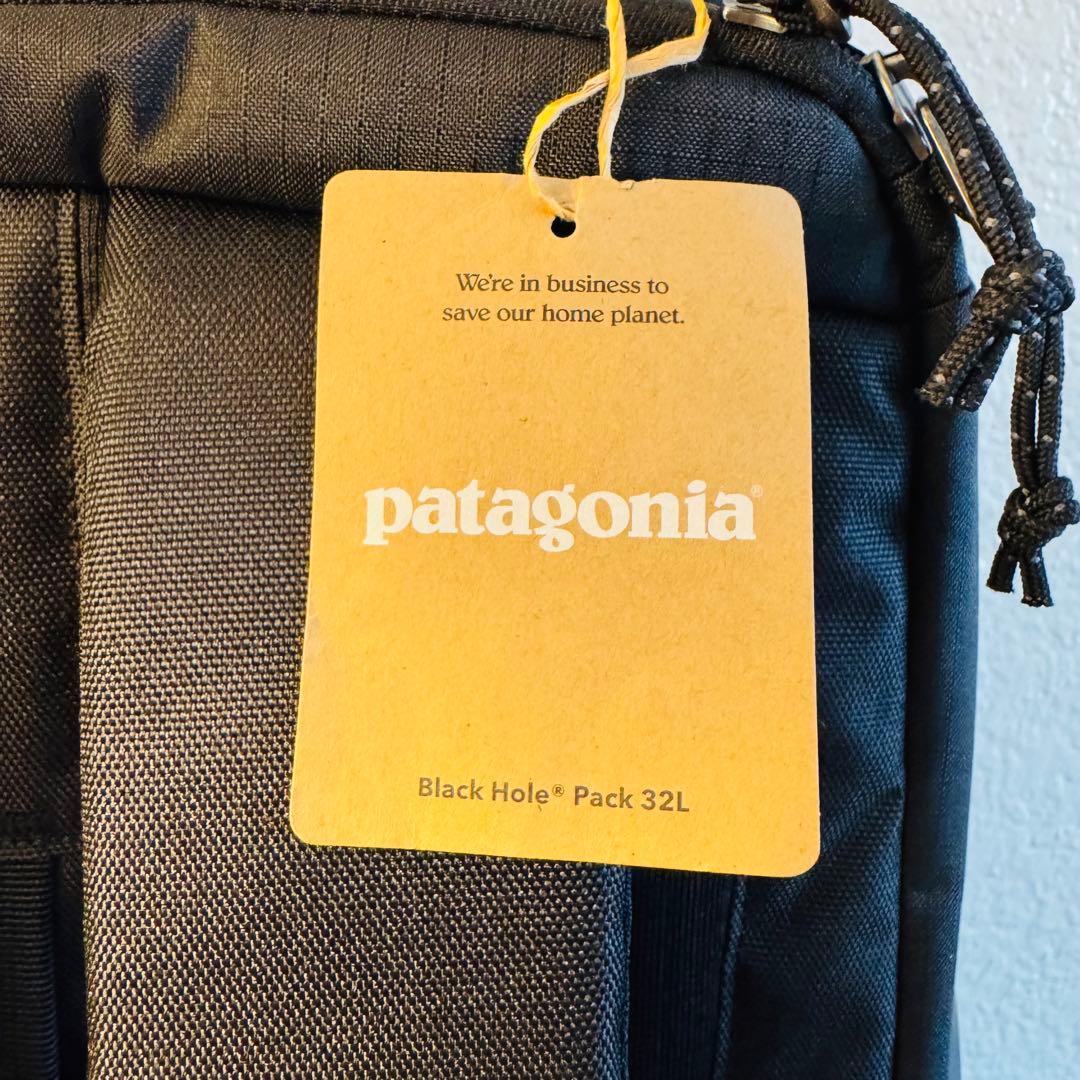 We're in business to
save our home planet.
patagonia®
Black Hole® Pack 32L